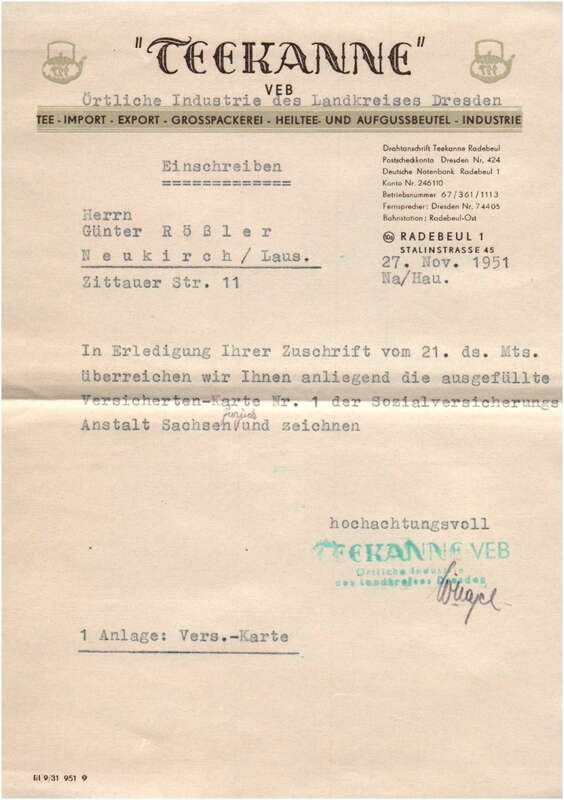 "TEEKANNE"
VEB
Örtliche Industrie des Landkreises Dresden
TEE - IMPORT - EXPORT - GROSSPACKEREI - HEILTEE- UND AUFGUSSBEUTEL - INDUSTRIE
Drahtanschrift Teekanne Radebeul
Postscheckkonto Dresden Nr. 424
Deutsche Notenbank Radebeul 1
Konto Nr. 246110
Betriebsnummer 67/361/1113
Fernsprecher: Dresden Nr. 74405
Bahnstation: Radebeul-Ost
RADEBEUL 1
STALINSTRASSE 45
27. Nov. 1951
Na/Hau.
Einschreiben
=============
Herrn
Günter Rößler
Neukirch/Laus.
Zittauer Str. 11
In Erledigung Ihrer Zuschrift vom 21. ds. Mts.
überreichen wir Ihnen anliegend die ausgefüllte
Versicherten-Karte Nr. 1 der Sozialversicherungs
Anstalt Sachsen und zeichnen
hochachtungsvoll
TEEKANNE VEB
Örtliche Industrie
des Landkreises Dresden
1 Anlage: Vers.-Karte
9/31 951 9